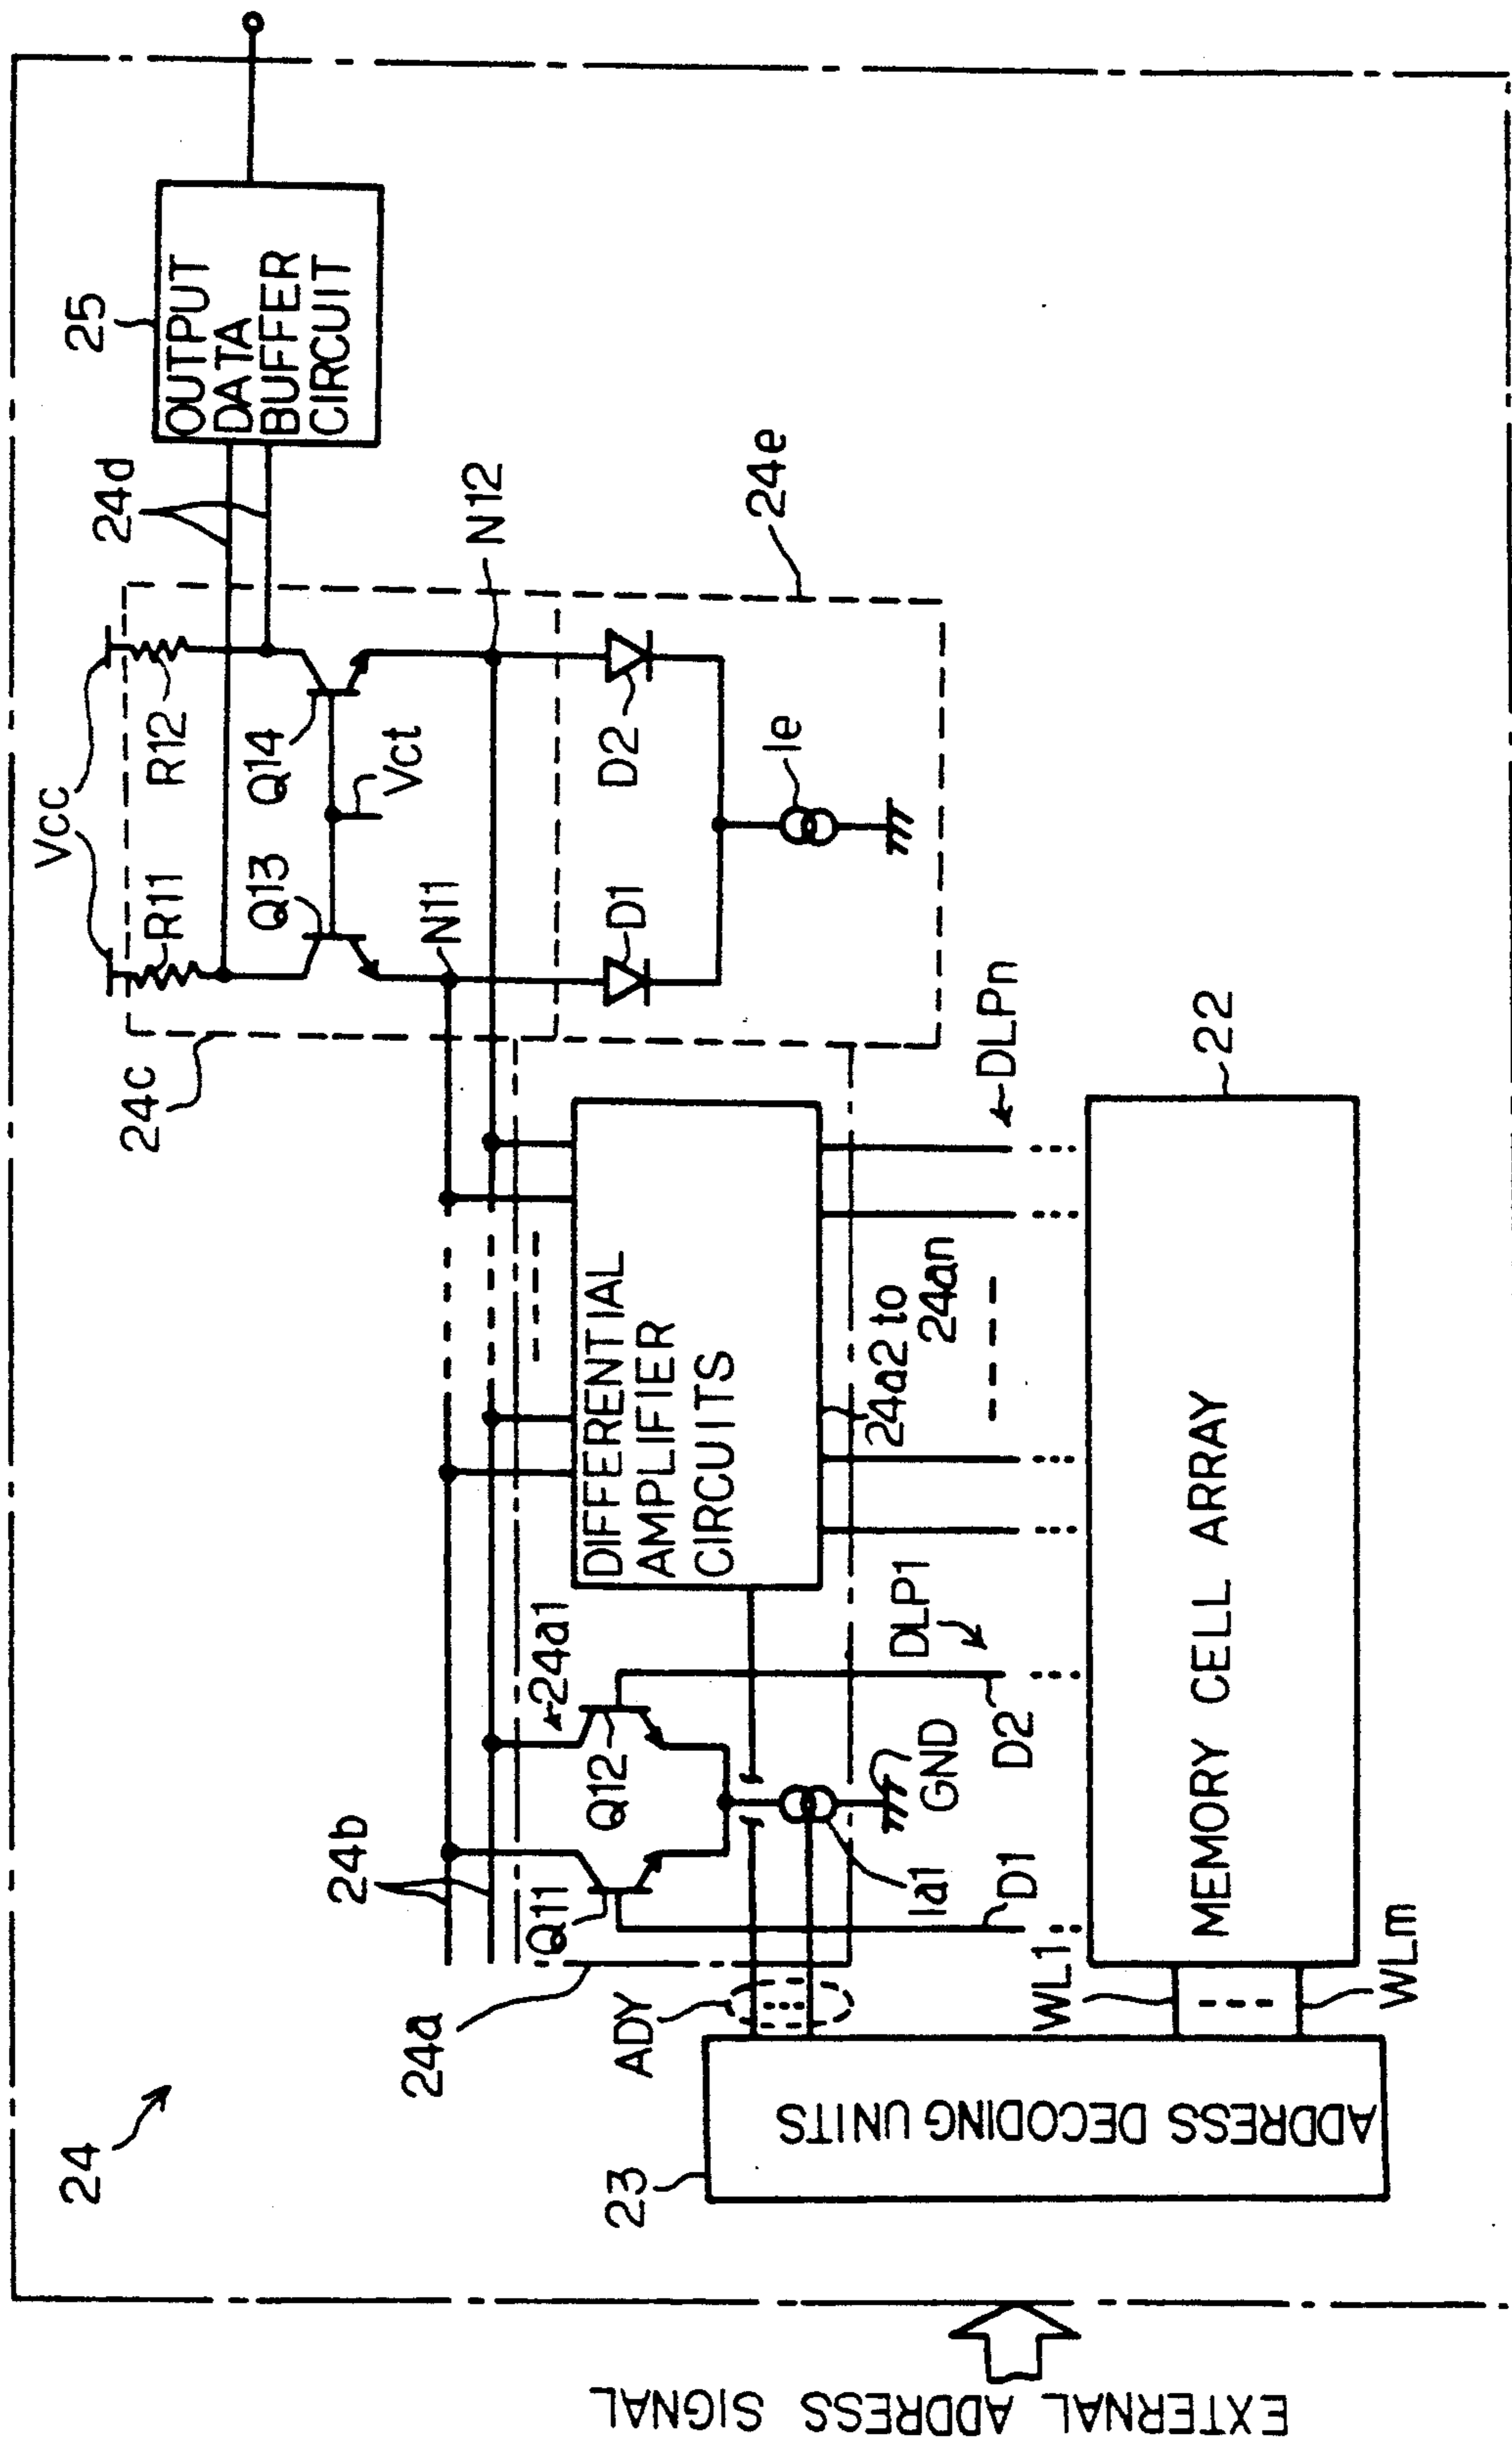 24
Vcc
25
24d
OUTPUT
DATA
BUFFER
CIRCUIT
R11
R12
24c
Q13
Q14
Vct
N11
N12
24b
24e
24a
Q11
Q12
24a1
DIFFERENTIAL
AMPLIFIER
CIRCUITS
D1
D2
Ie
ADY
Ia1
GND
DLP1
24a2 to
24an
DLPn
D1
D2
23
ADDRESS DECODING UNITS
WL1
WLm
MEMORY CELL ARRAY
22
EXTERNAL ADDRESS SIGNAL